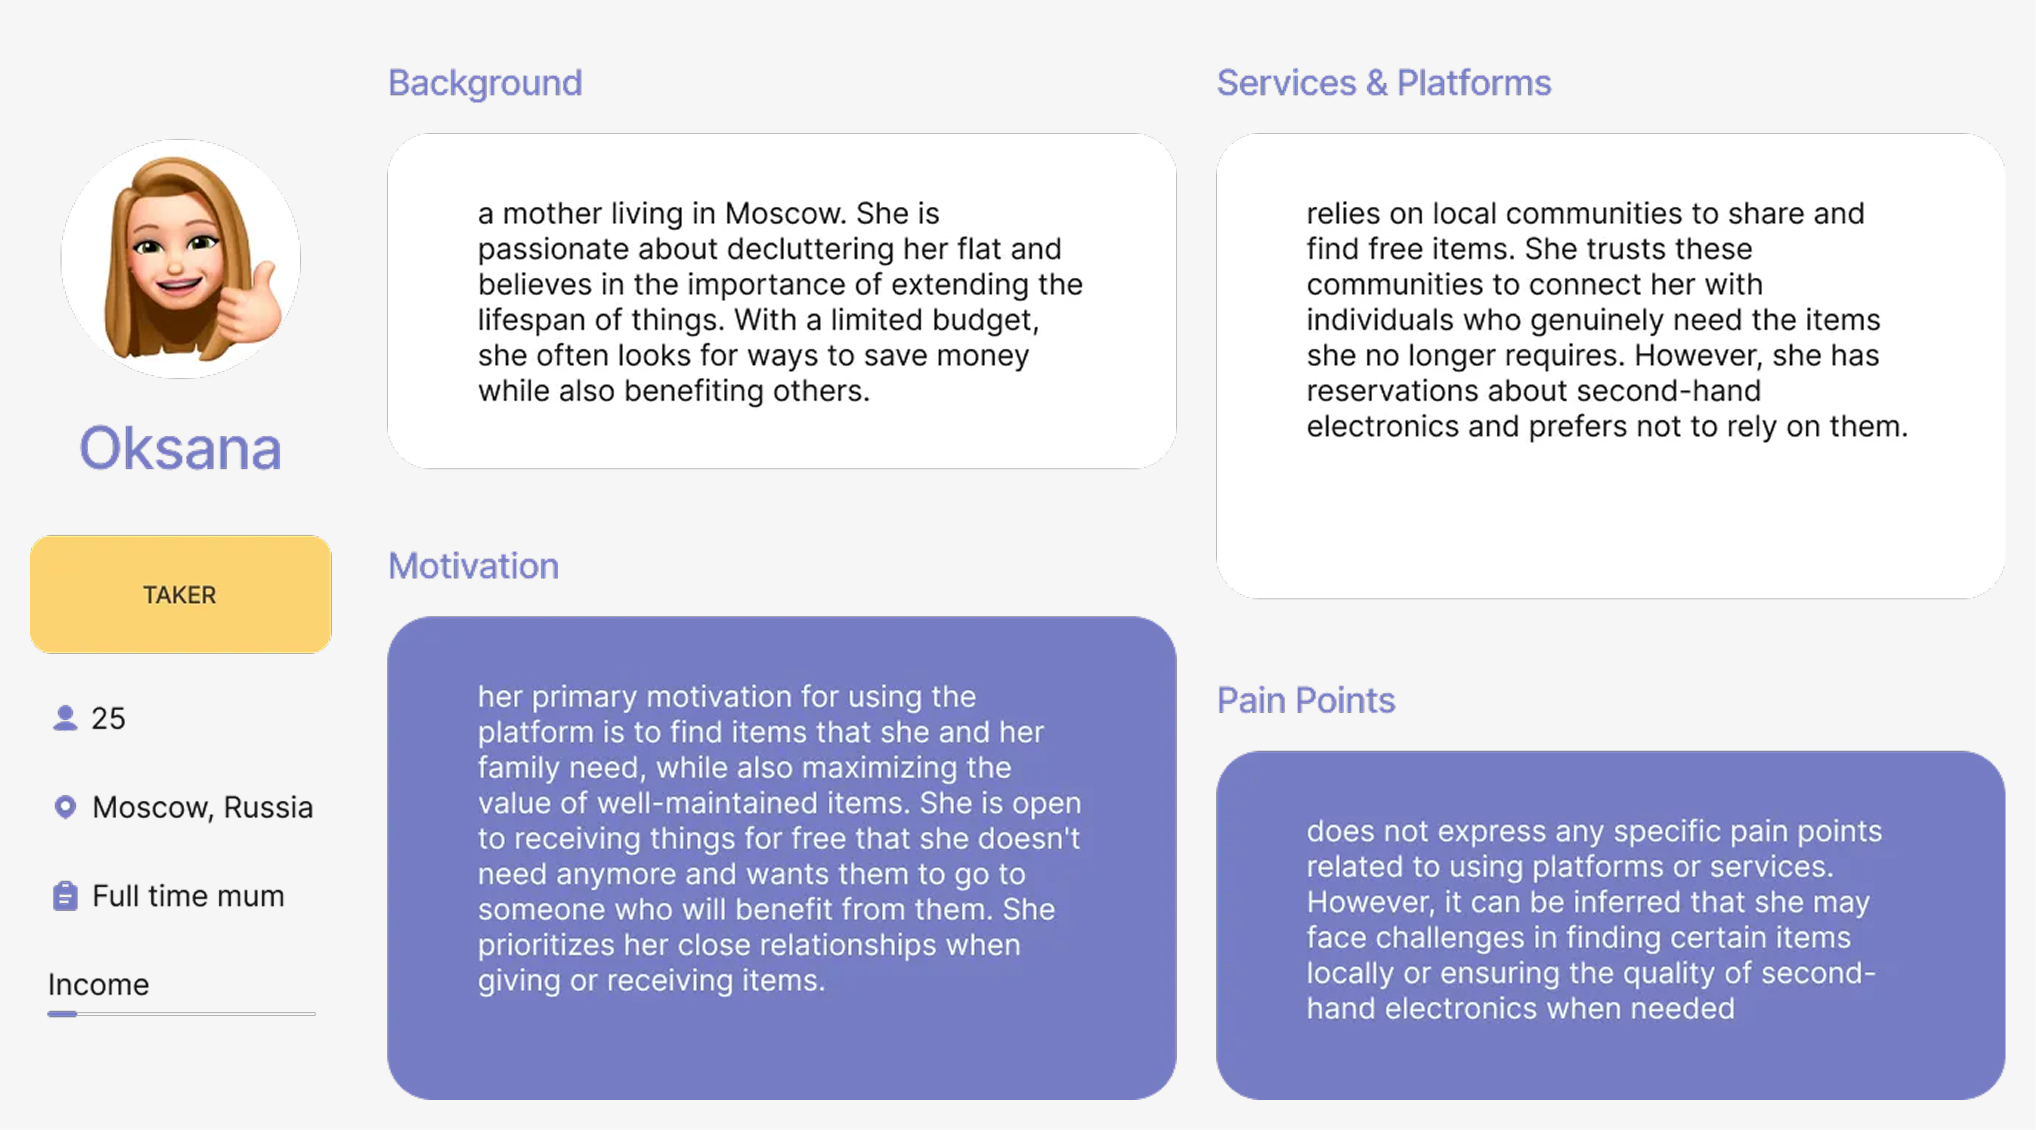 Oksana
TAKER
25
Moscow, Russia
Full time mum
Income
Background
a mother living in Moscow. She is
passionate about decluttering her flat and
believes in the importance of extending the
lifespan of things. With a limited budget,
she often looks for ways to save money
while also benefiting others.
Motivation
her primary motivation for using the
platform is to find items that she and her
family need, while also maximizing the
value of well-maintained items. She is open
to receiving things for free that she doesn't
need anymore and wants them to go to
someone who will benefit from them. She
prioritizes her close relationships when
giving or receiving items.
Services & Platforms
relies on local communities to share and
find free items. She trusts these
communities to connect her with
individuals who genuinely need the items
she no longer requires. However, she has
reservations about second-hand
electronics and prefers not to rely on them.
Pain Points
does not express any specific pain points
related to using platforms or services.
However, it can be inferred that she may
face challenges in finding certain items
locally or ensuring the quality of second-
hand electronics when needed